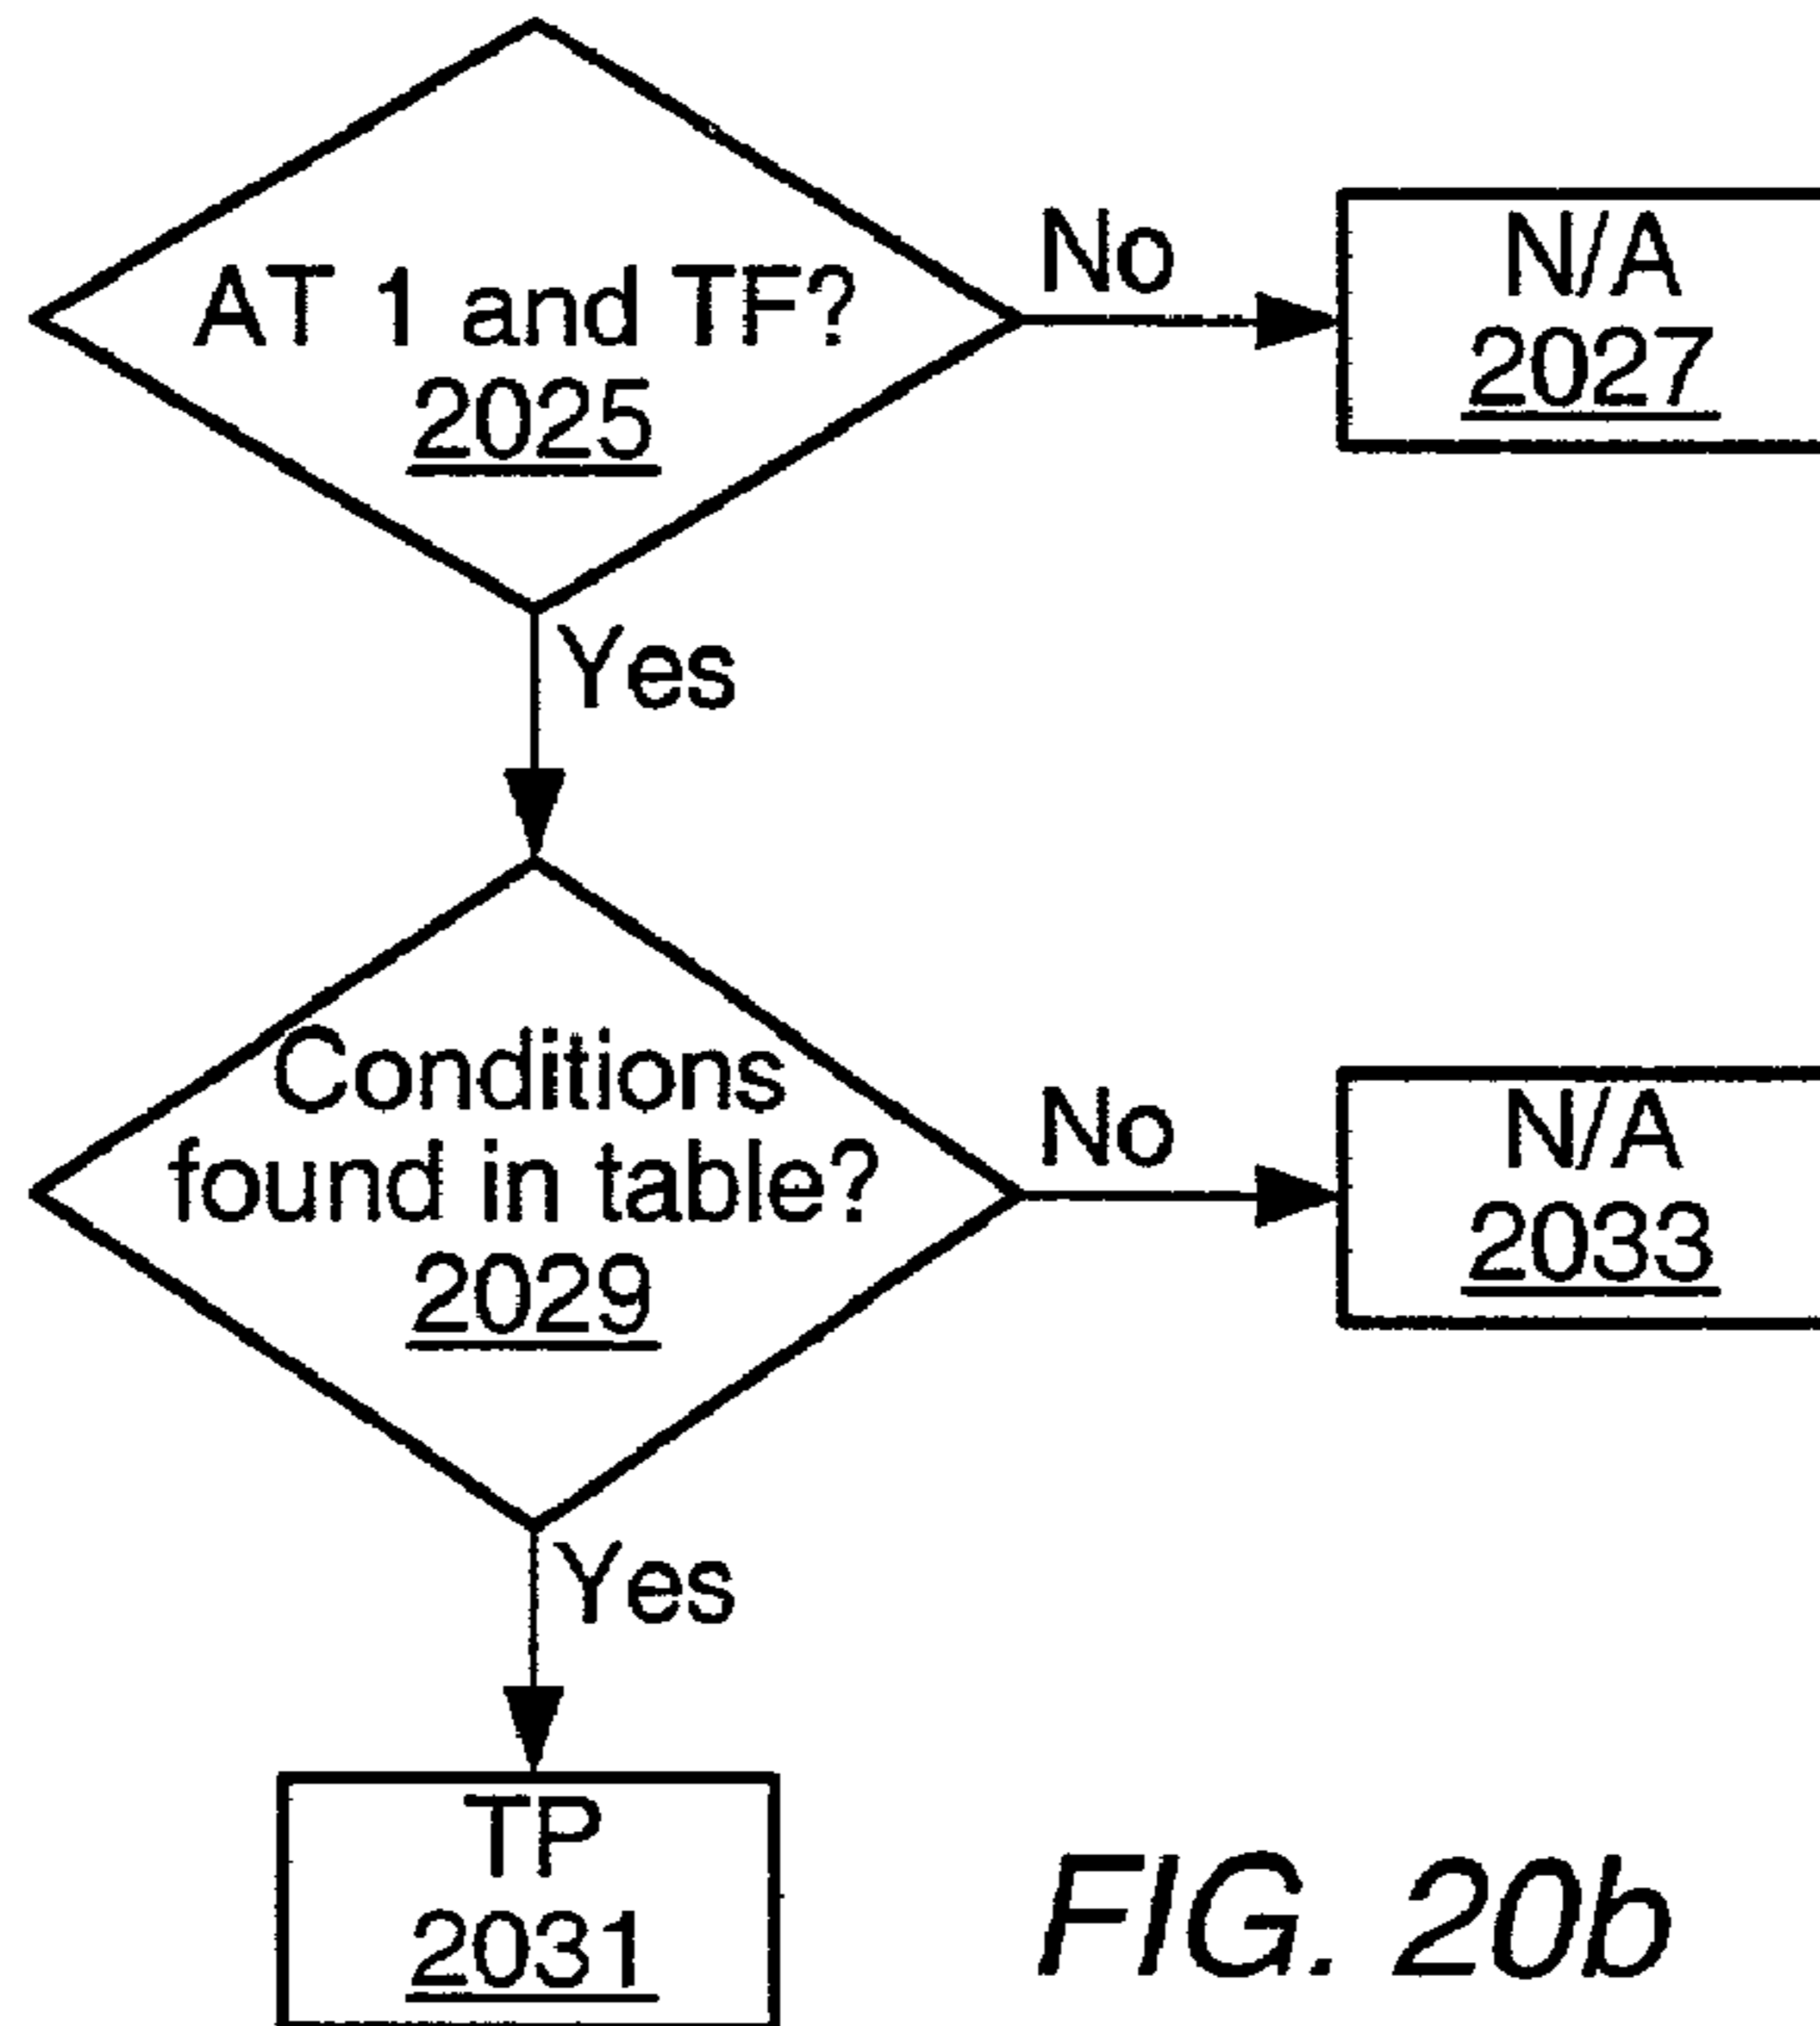 AT 1 and TF?
2025
No
N/A
2027
Yes
Conditions
found in table?
2029
No
N/A
2033
Yes
TP
2031
FIG. 20b